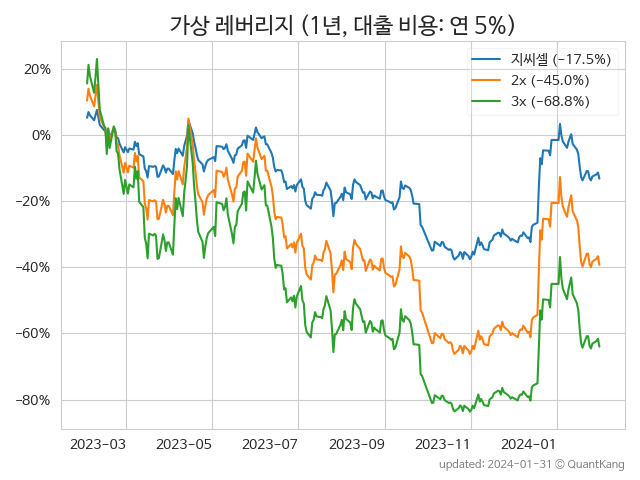 가상 레버리지 (1년, 대출 비용: 연 5%)
지씨셀 (−17.5%)
2x (−45.0%)
3x (−68.8%)
20%
0%
−20%
−40%
−60%
−80%
2023-03 2023-05 2023-07 2023-09 2023-11 2024-01
updated: 2024-01-31 © QuantKang